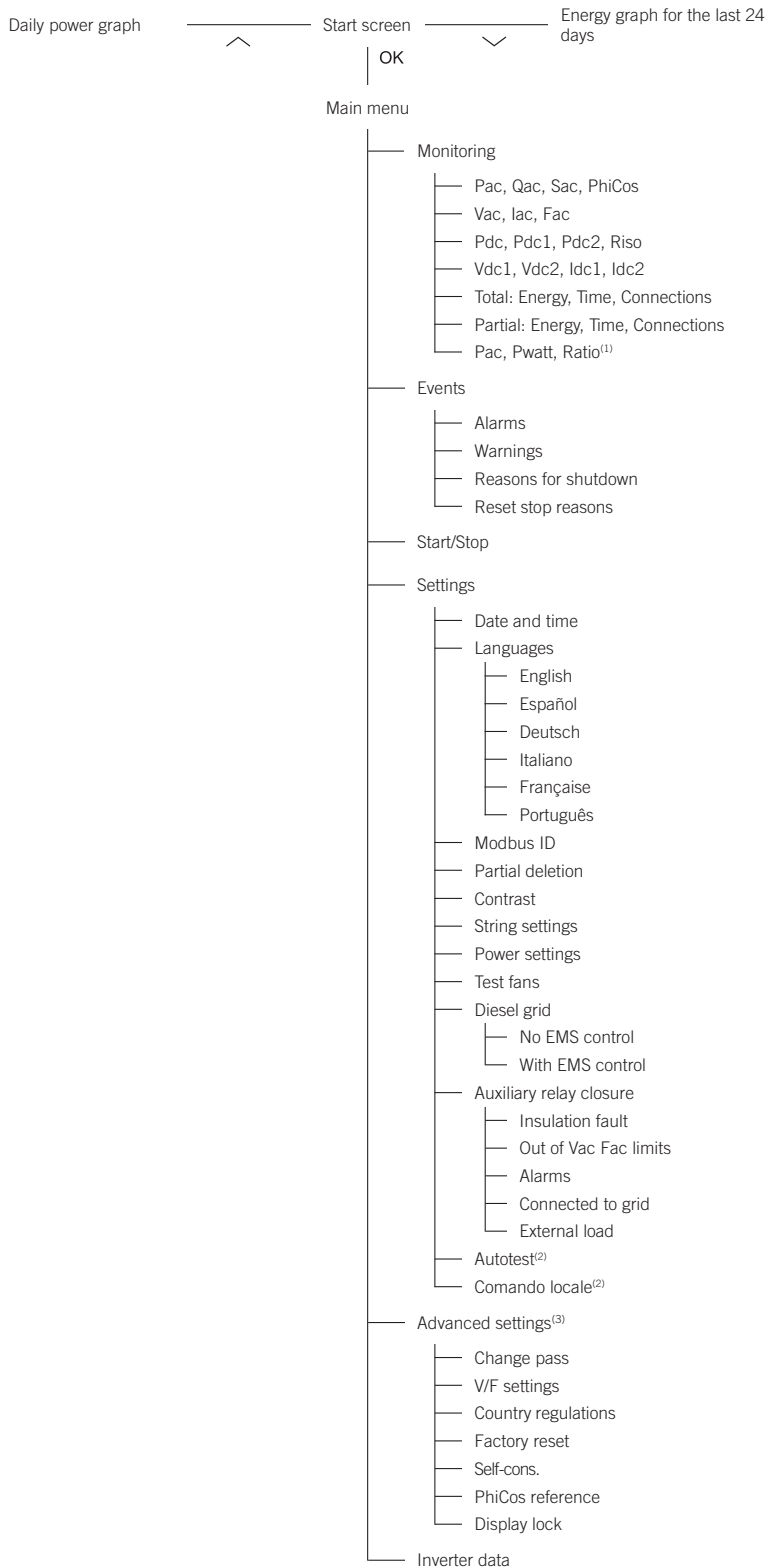 Daily power graph
Start screen
Energy graph for the last 24
days
OK
Main menu
Monitoring
Pac, Qac, Sac, PhiCos
Vac, Iac, Fac
Pdc, Pdc1, Pdc2, Riso
Vdc1, Vdc2, Idc1, Idc2
Total: Energy, Time, Connections
Partial: Energy, Time, Connections
Pac, Pwatt, Ratio(1)
Events
Alarms
Warnings
Reasons for shutdown
Reset stop reasons
Start/Stop
Settings
Date and time
Languages
English
Español
Deutsch
Italiano
Française
Português
Modbus ID
Partial deletion
Contrast
String settings
Power settings
Test fans
Diesel grid
No EMS control
With EMS control
Auxiliary relay closure
Insulation fault
Out of Vac Fac limits
Alarms
Connected to grid
External load
Autotest(2)
Comando locale(2)
Advanced settings(3)
Change pass
V/F settings
Country regulations
Factory reset
Self-cons.
PhiCos reference
Display lock
Inverter data